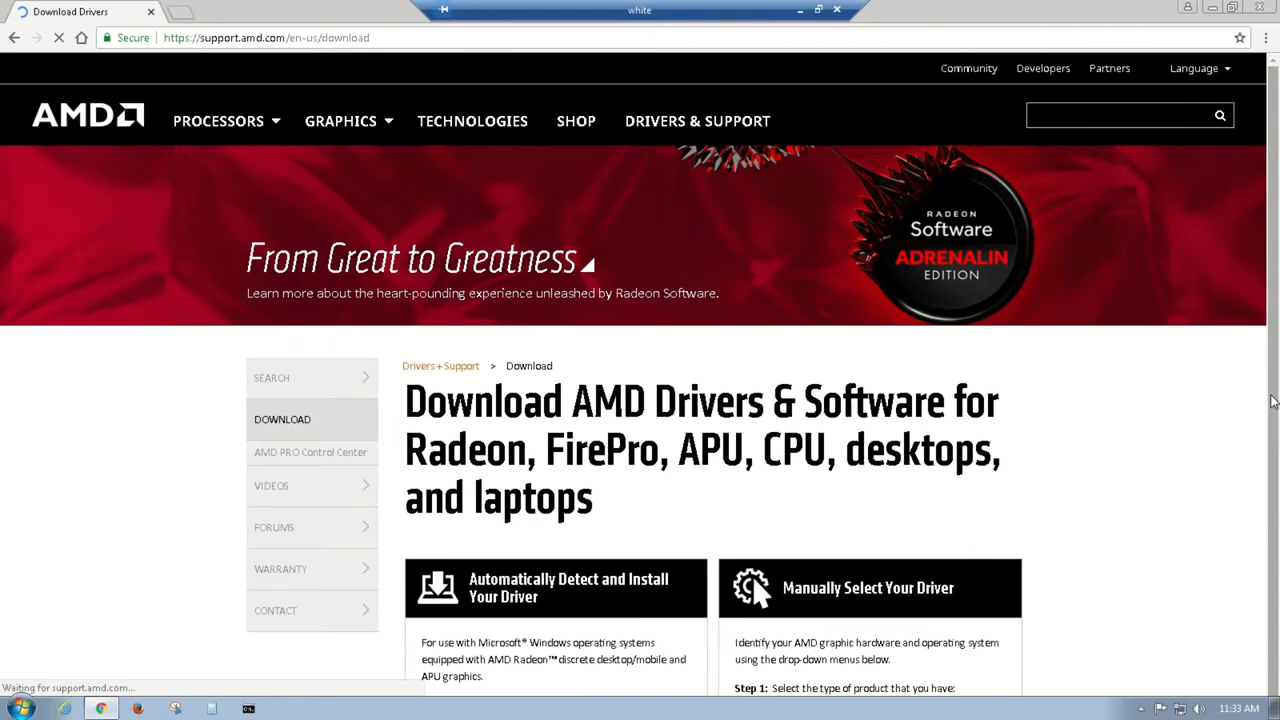 Download Drivers
white
Secure
https://support.amd.com/en-us/download
Community
Developers
Partners
Language
AMD
PROCESSORS
GRAPHICS
TECHNOLOGIES
SHOP
DRIVERS & SUPPORT
From Great to Greatness
Learn more about the heart-pounding experience unleashed by Radeon Software.
RADEON
Software
ADRENALIN
EDITION
SEARCH
DOWNLOAD
AMD PRO Control Center
VIDEOS
FORUMS
WARRANTY
CONTACT
Drivers + Support > Download
Download AMD Drivers & Software for
Radeon, FirePro, APU, CPU, desktops,
and laptops
Automatically Detect and Install
Your Driver
For use with Microsoft® Windows operating systems
equipped with AMD Radeon™ discrete desktop/mobile and
APU graphics.
Manually Select Your Driver
Identify your AMD graphic hardware and operating system
using the drop-down menus below.
Step 1: Select the type of product that you have:
Waiting for support.amd.com...
11:33 AM